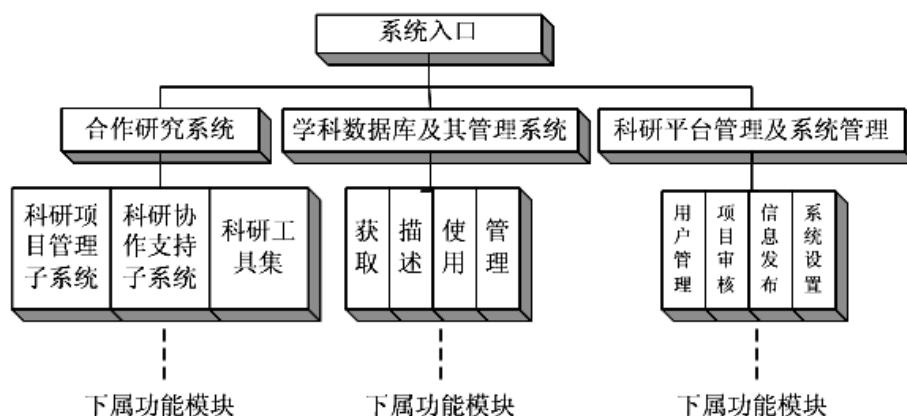 系统入口
合作研究系统
学科数据库及其管理系统
科研平台管理及系统管理
科研项
目管理
子系统
科研协
作支持
子系统
科研工
具集
获取
描述
使用
管理
用户管理
项目审核
信息发布
系统设置
下属功能模块
下属功能模块
下属功能模块